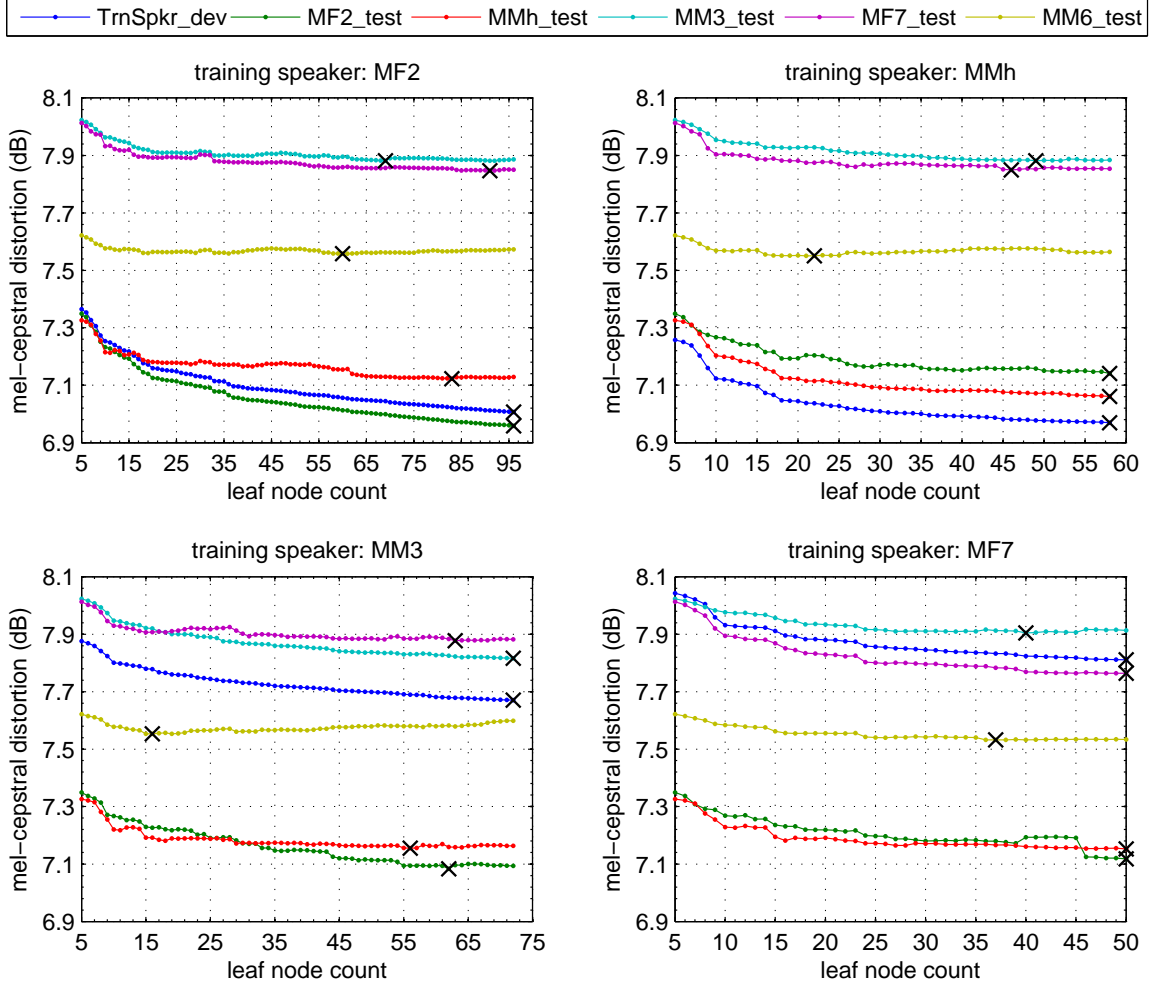 TrnSpkr_dev MF2_test MMh_test MM3_test MF7_test MM6_test
training speaker: MF2
mel−cepstral distortion (dB)
8.1
7.9
7.7
7.5
7.3
7.1
6.9
5 15 25 35 45 55 65 75 85 95
leaf node count
training speaker: MMh
mel−cepstral distortion (dB)
8.1
7.9
7.7
7.5
7.3
7.1
6.9
5 10 15 20 25 30 35 40 45 50 55 60
leaf node count
training speaker: MM3
mel−cepstral distortion (dB)
8.1
7.9
7.7
7.5
7.3
7.1
6.9
5 15 25 35 45 55 65 75
leaf node count
training speaker: MF7
mel−cepstral distortion (dB)
8.1
7.9
7.7
7.5
7.3
7.1
6.9
5 10 15 20 25 30 35 40 45 50
leaf node count